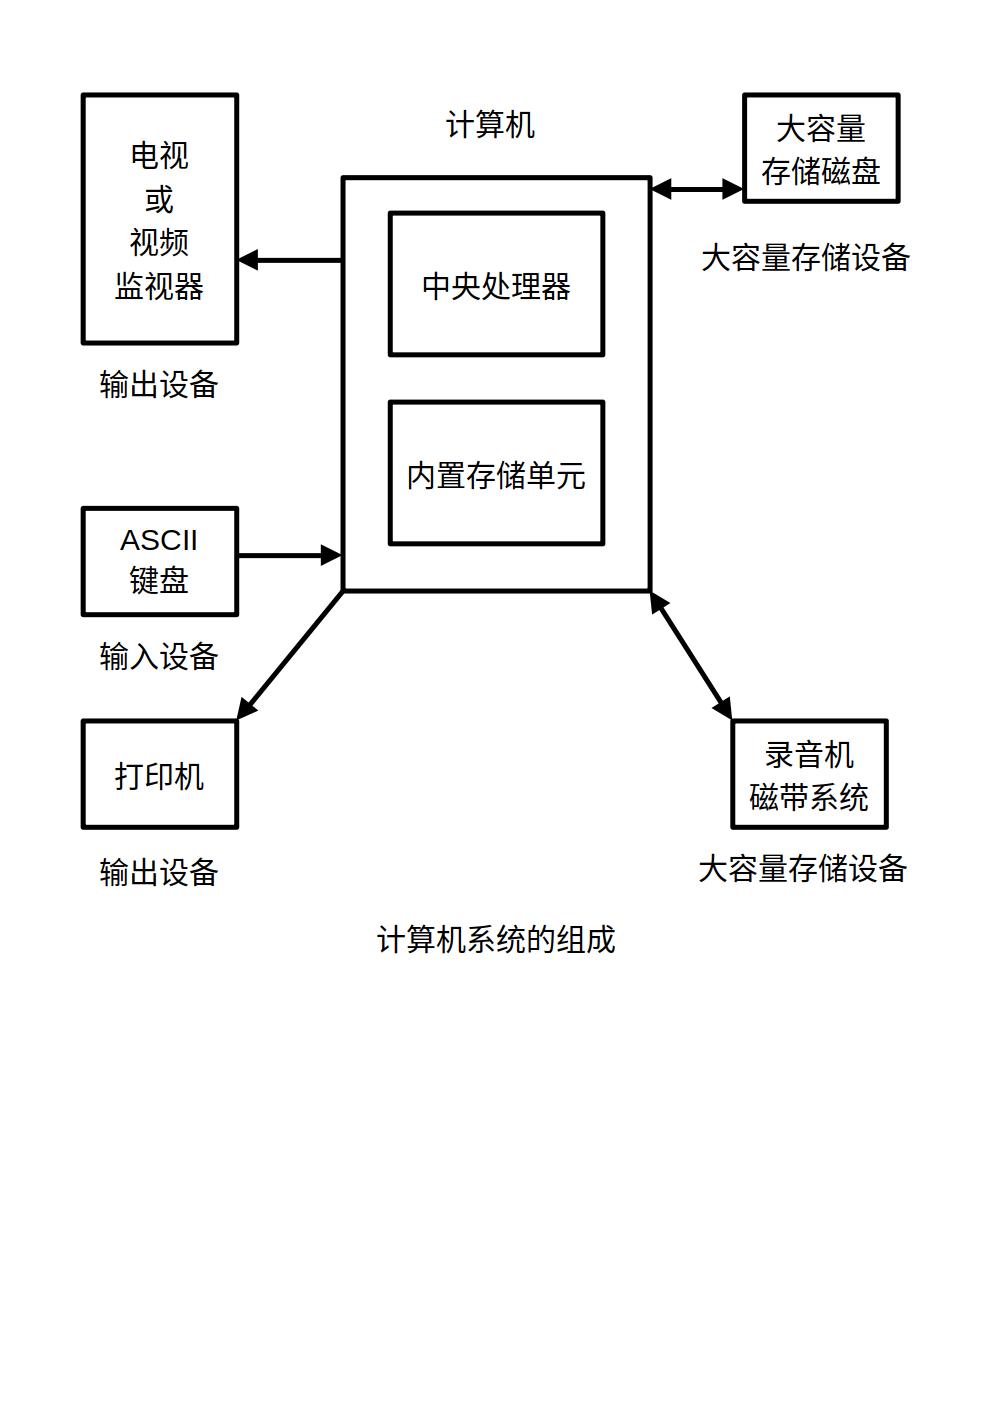 计算机
电视
或
视频
监视器
输出设备
大容量
存储磁盘
大容量存储设备
中央处理器
内置存储单元
ASCII
键盘
输入设备
打印机
输出设备
录音机
磁带系统
大容量存储设备
计算机系统的组成